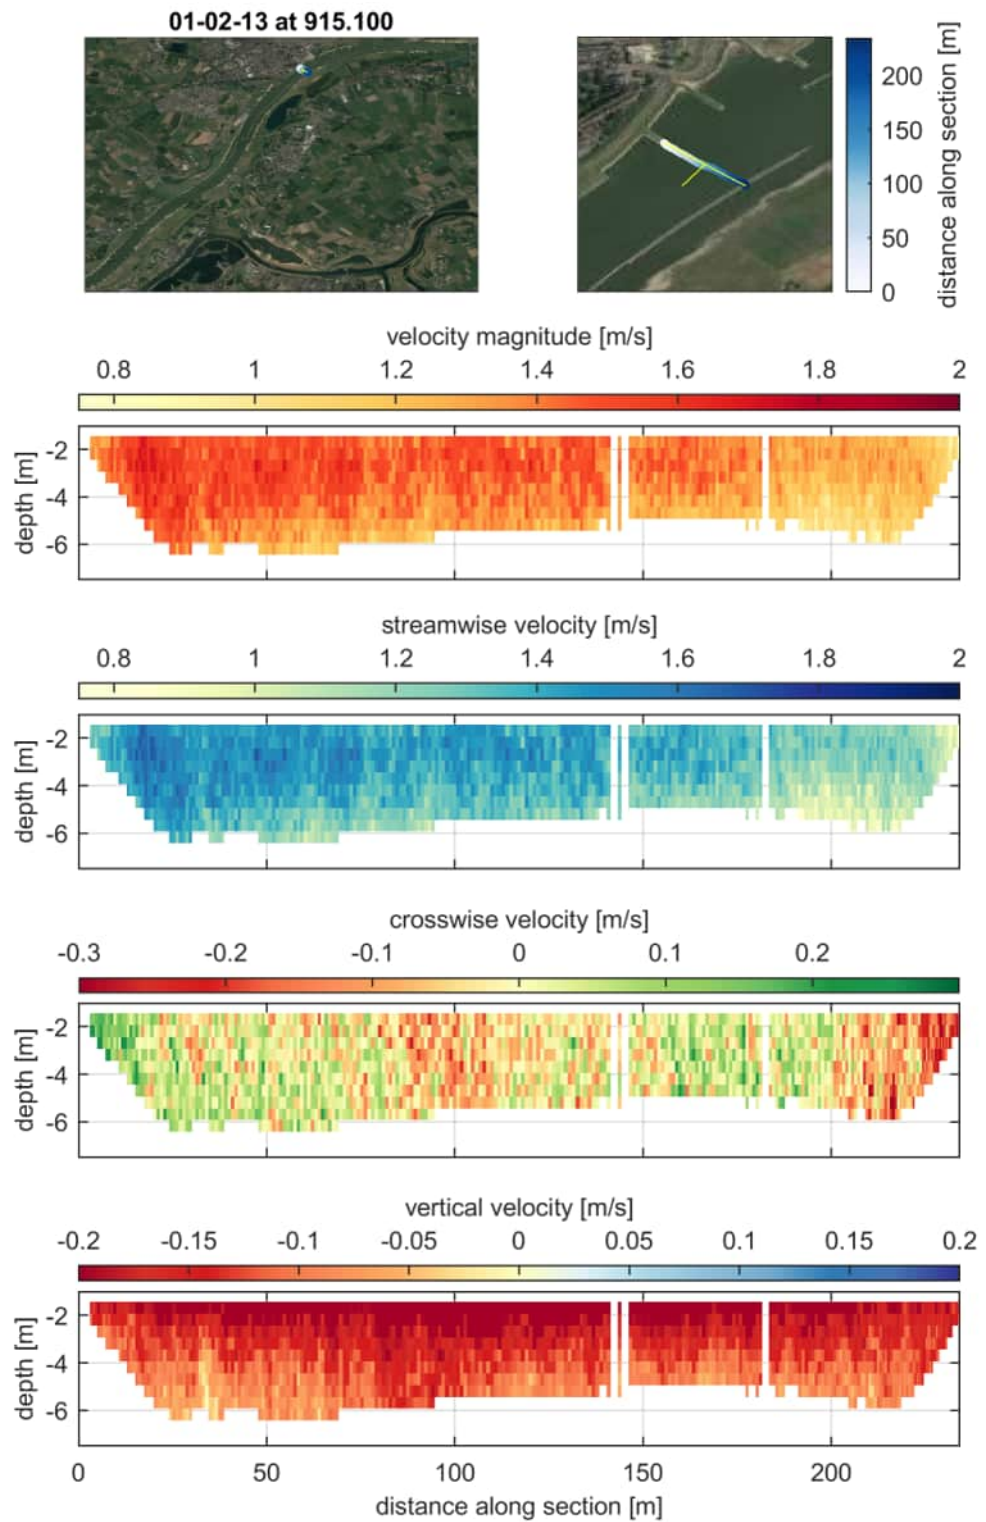 01-02-13 at 915.100
200
150
100
50
0
distance along section [m]
velocity magnitude [m/s]
0.8 1 1.2 1.4 1.6 1.8 2
-2
-4
-6
depth [m]
streamwise velocity [m/s]
0.8 1 1.2 1.4 1.6 1.8 2
-2
-4
-6
depth [m]
crosswise velocity [m/s]
-0.3 -0.2 -0.1 0 0.1 0.2
-2
-4
-6
depth [m]
vertical velocity [m/s]
-0.2 -0.15 -0.1 -0.05 0 0.05 0.1 0.15 0.2
-2
-4
-6
depth [m]
0 50 100 150 200
distance along section [m]